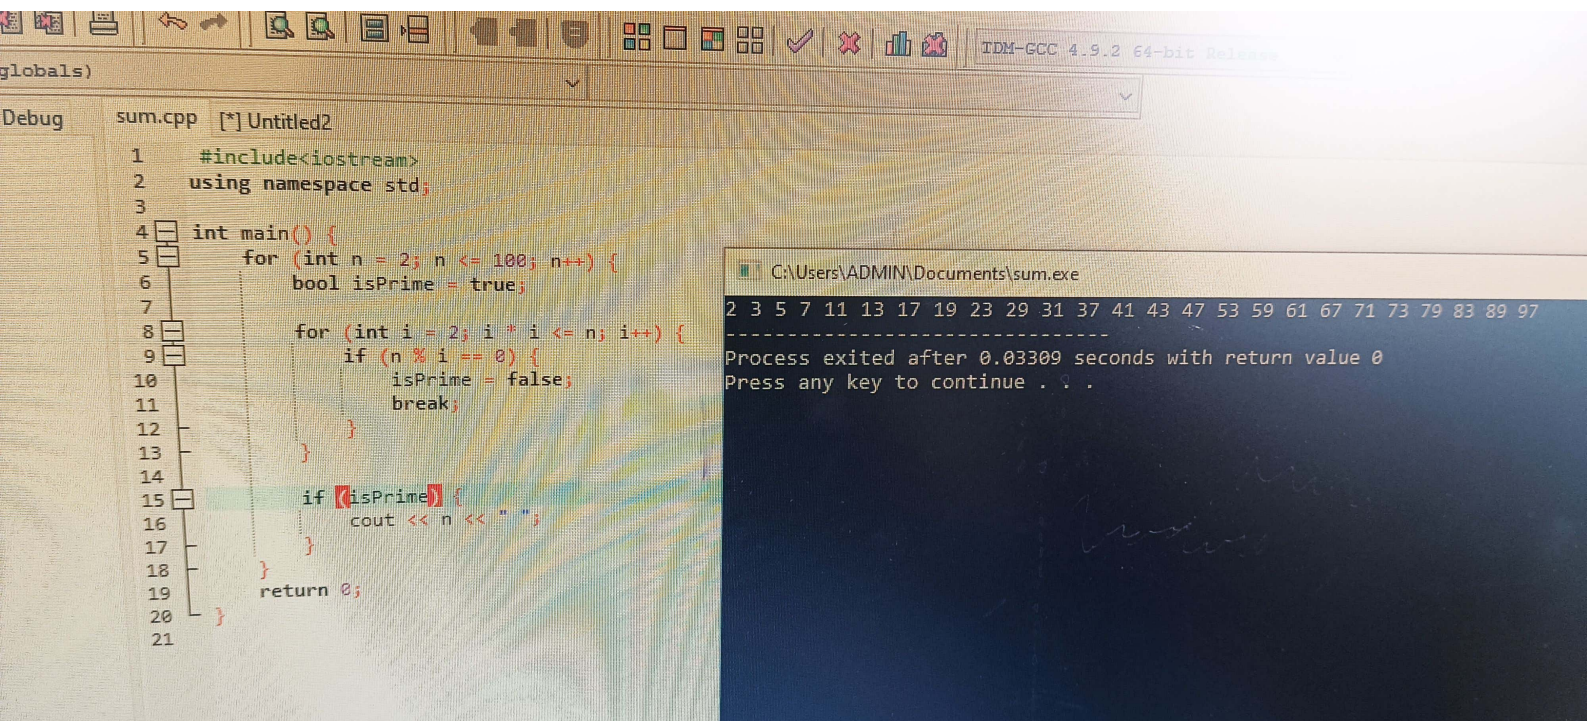 TDM-GCC 4.9.2 64-bit Release
globals)
Debug
sum.cpp [*] Untitled2
1 #include<iostream>
2 using namespace std;
3
4 int main() {
5 for (int n = 2; n <= 100; n++) {
6 bool isPrime = true;
7
8 for (int i = 2; i * i <= n; i++) {
9 if (n % i == 0) {
10 isPrime = false;
11 break;
12 }
13 }
14
15 if (isPrime) {
16 cout << n << " ";
17 }
18 }
19 return 0;
20 }
21
C:\Users\ADMIN\Documents\sum.exe
2 3 5 7 11 13 17 19 23 29 31 37 41 43 47 53 59 61 67 71 73 79 83 89 97
--------------------------------
Process exited after 0.03309 seconds with return value 0
Press any key to continue . . .